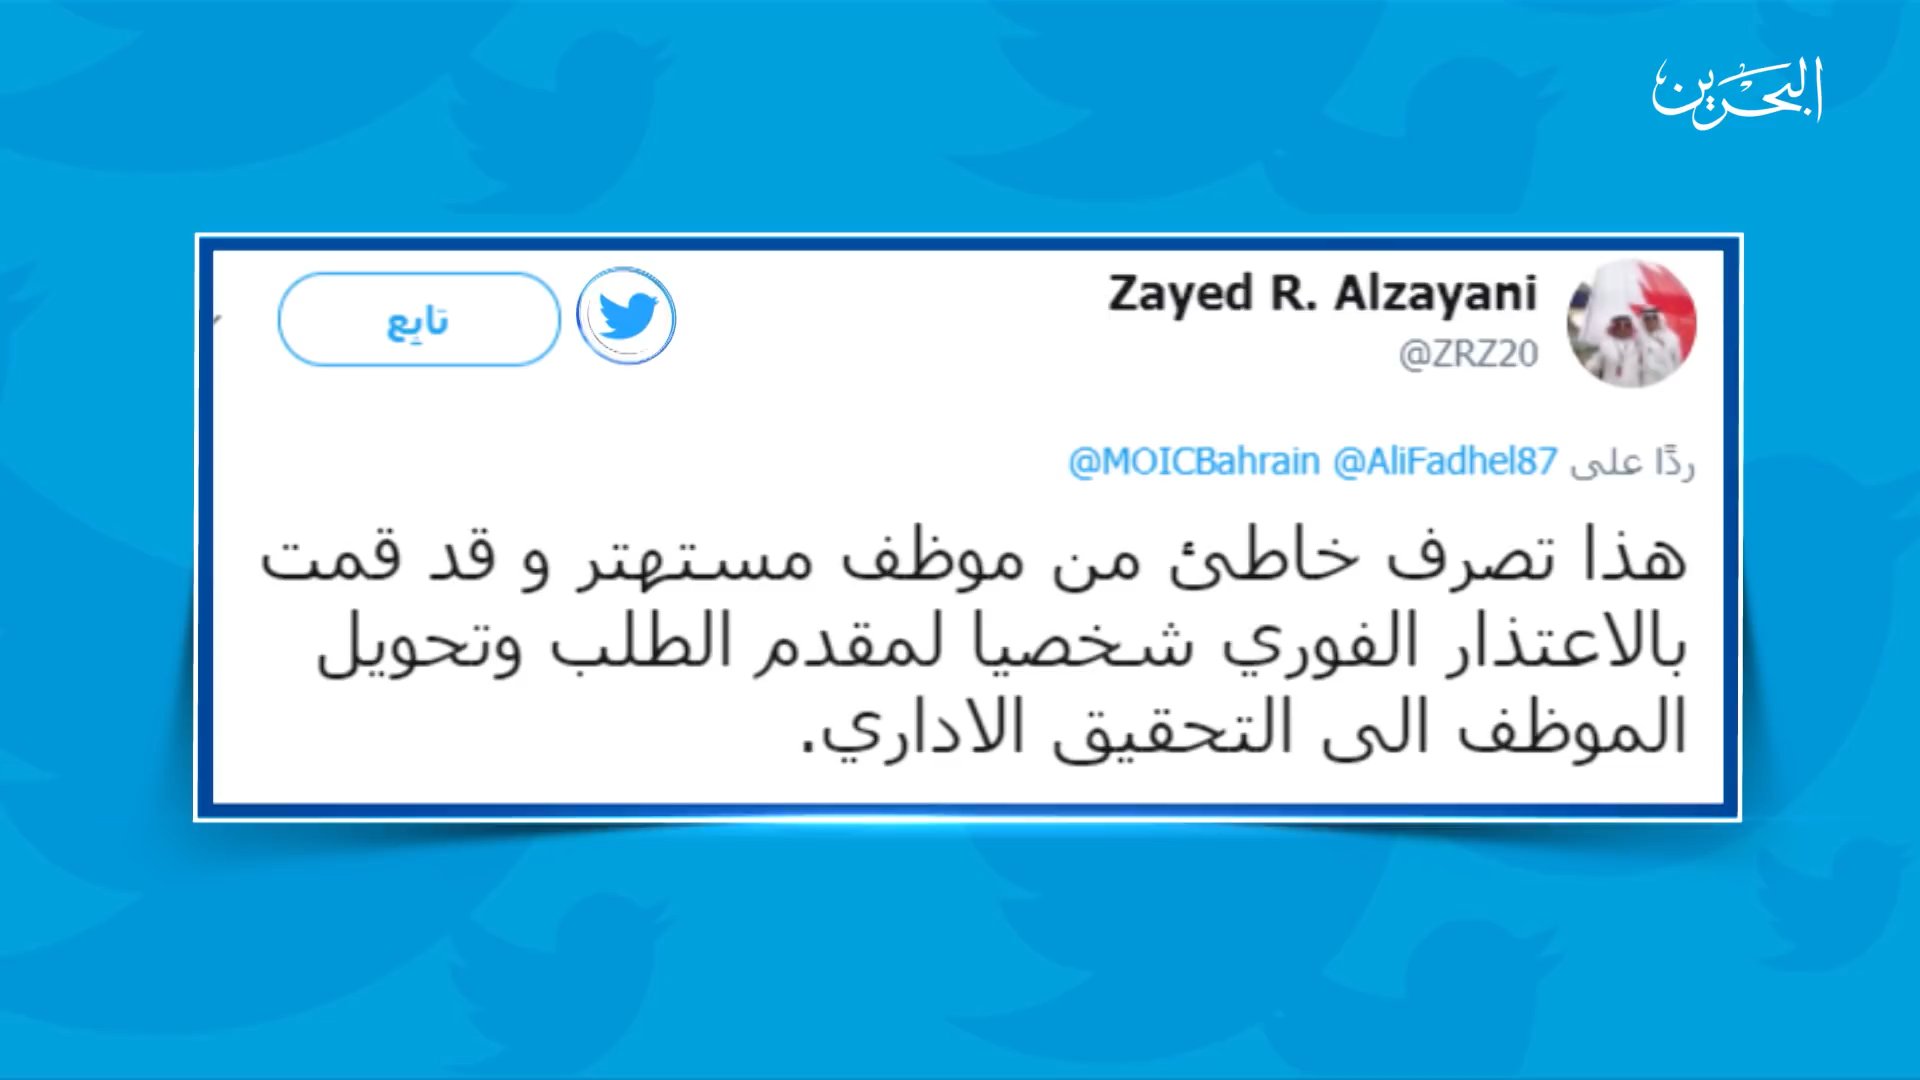 البحرين
Zayed R. Alzayani
تابِع
@ZRZ20
ردًا على @AliFadhel87 @MOICBahrain
هذا تصرف خاطئ من موظف مستهتر و قد قمت
بالاعتذار الفوري شخصيا لمقدم الطلب وتحويل
الموظف الى التحقيق الاداري.